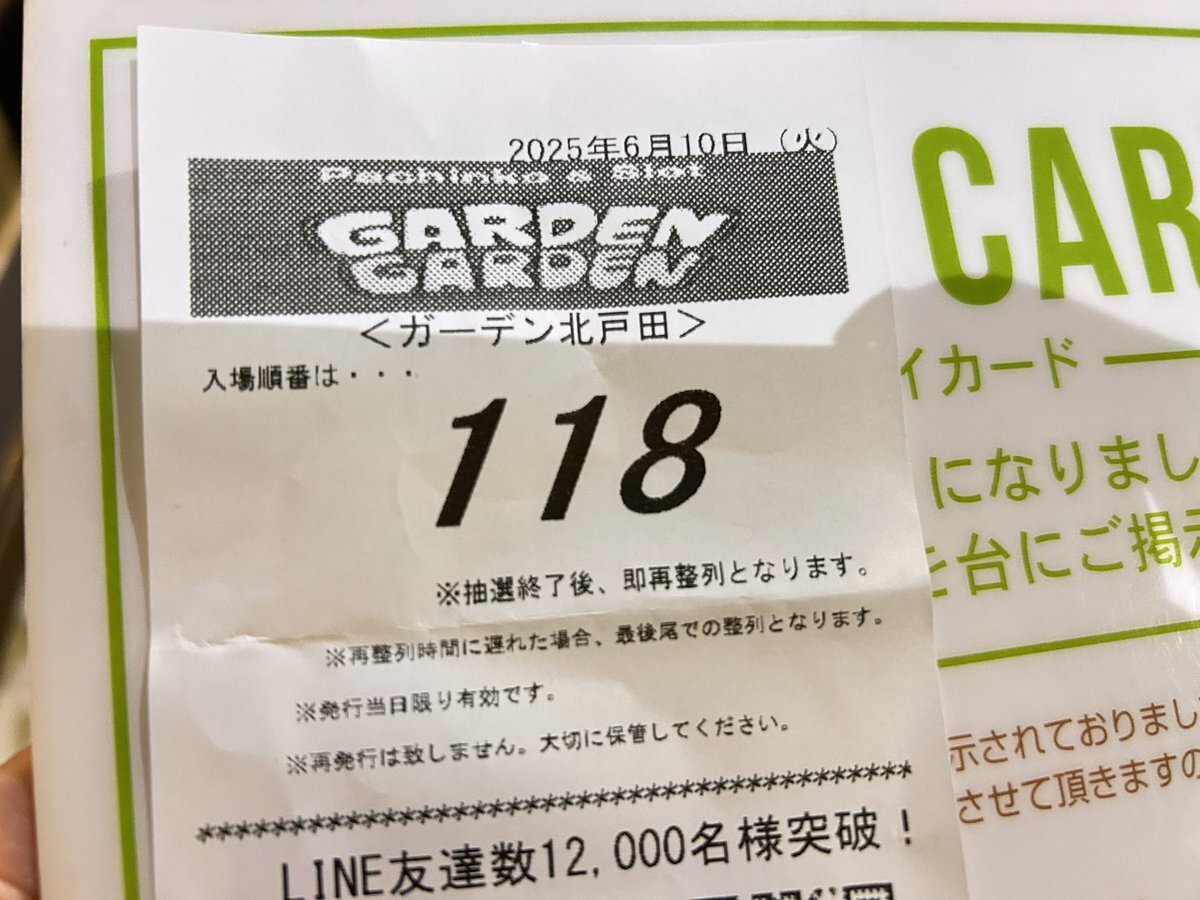 2025年6月10日 (火)
Pachinko & Slot
GARDEN
GARDEN
<ガーデン北戸田>
入場順番は・・・
118
※抽選終了後、即再整列となります。
※再整列時間に遅れた場合、最後尾での整列となります。
※発行当日限り有効です。
※再発行は致しません。大切に保管してください。
***************************************
LINE友達数12,000名様突破！
CAR
イカード
になりまし
と台にご掲示
示されておりまし
させて頂きますの